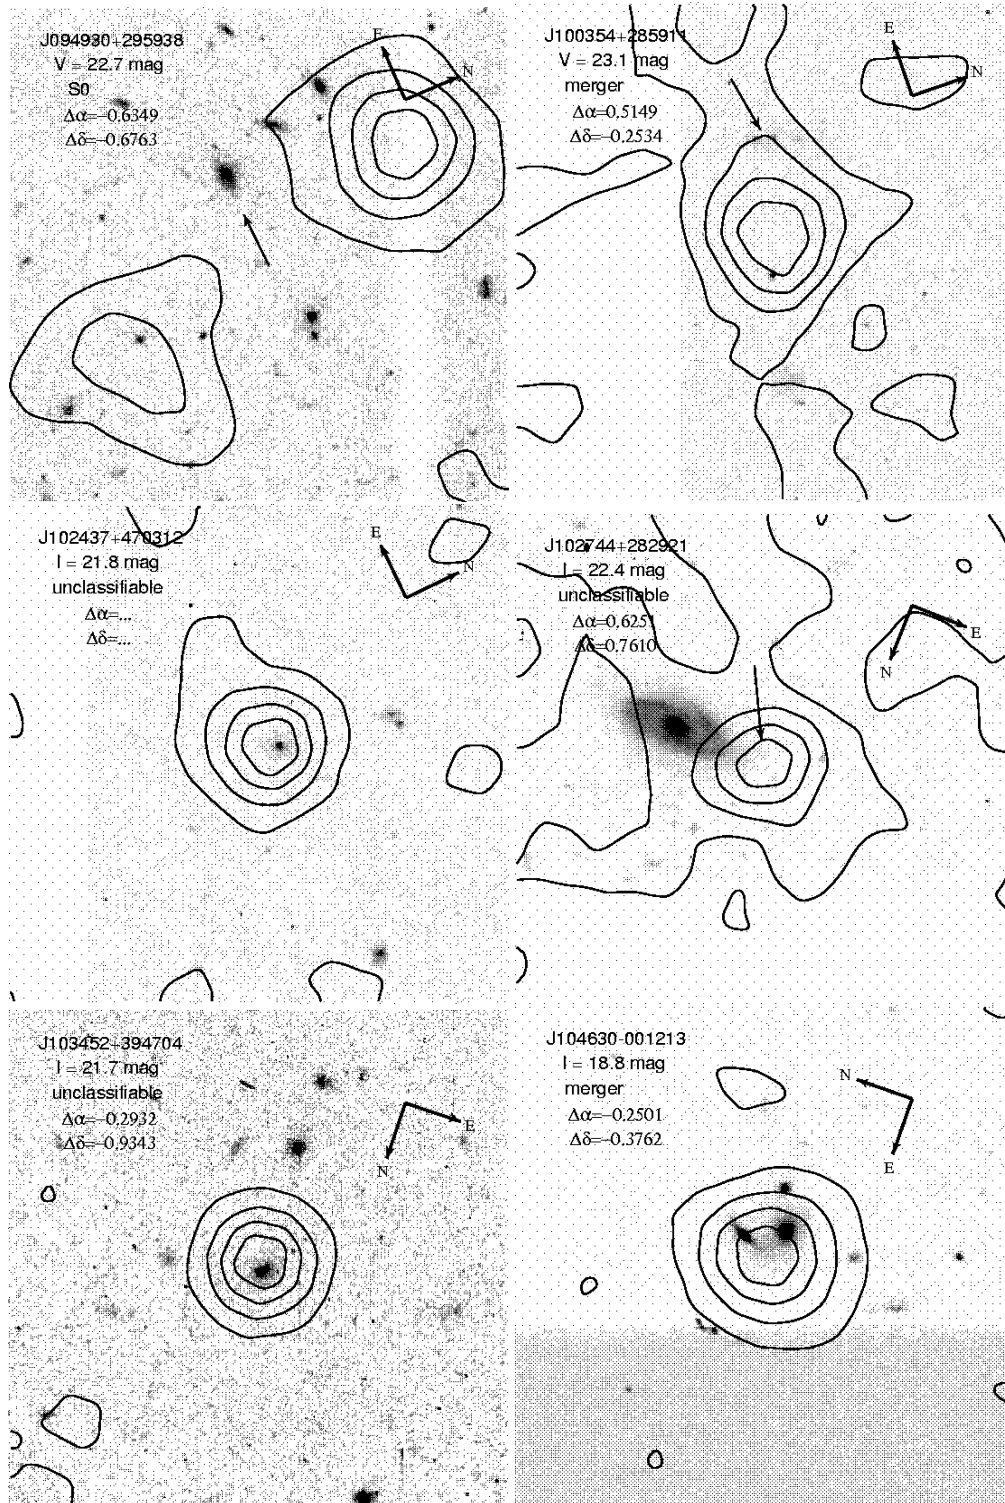 J094930+295938
V = 22.7 mag
S0
Δα=−0.6349
Δδ=−0.6763
E
N
J100354+285911
V = 23.1 mag
merger
Δα=0.5149
Δδ=−0.2534
E
N
J102437+470312
I = 21.8 mag
unclassifiable
Δα=...
Δδ=...
E
N
J102744+282921
I = 22.4 mag
unclassifiable
Δα=0.6251
Δδ=0.7610
E
N
J103452+394704
I = 21.7 mag
unclassifiable
Δα=−0.2932
Δδ=−0.9343
E
N
J104630-001213
I = 18.8 mag
merger
Δα=−0.2501
Δδ=−0.3762
N
E